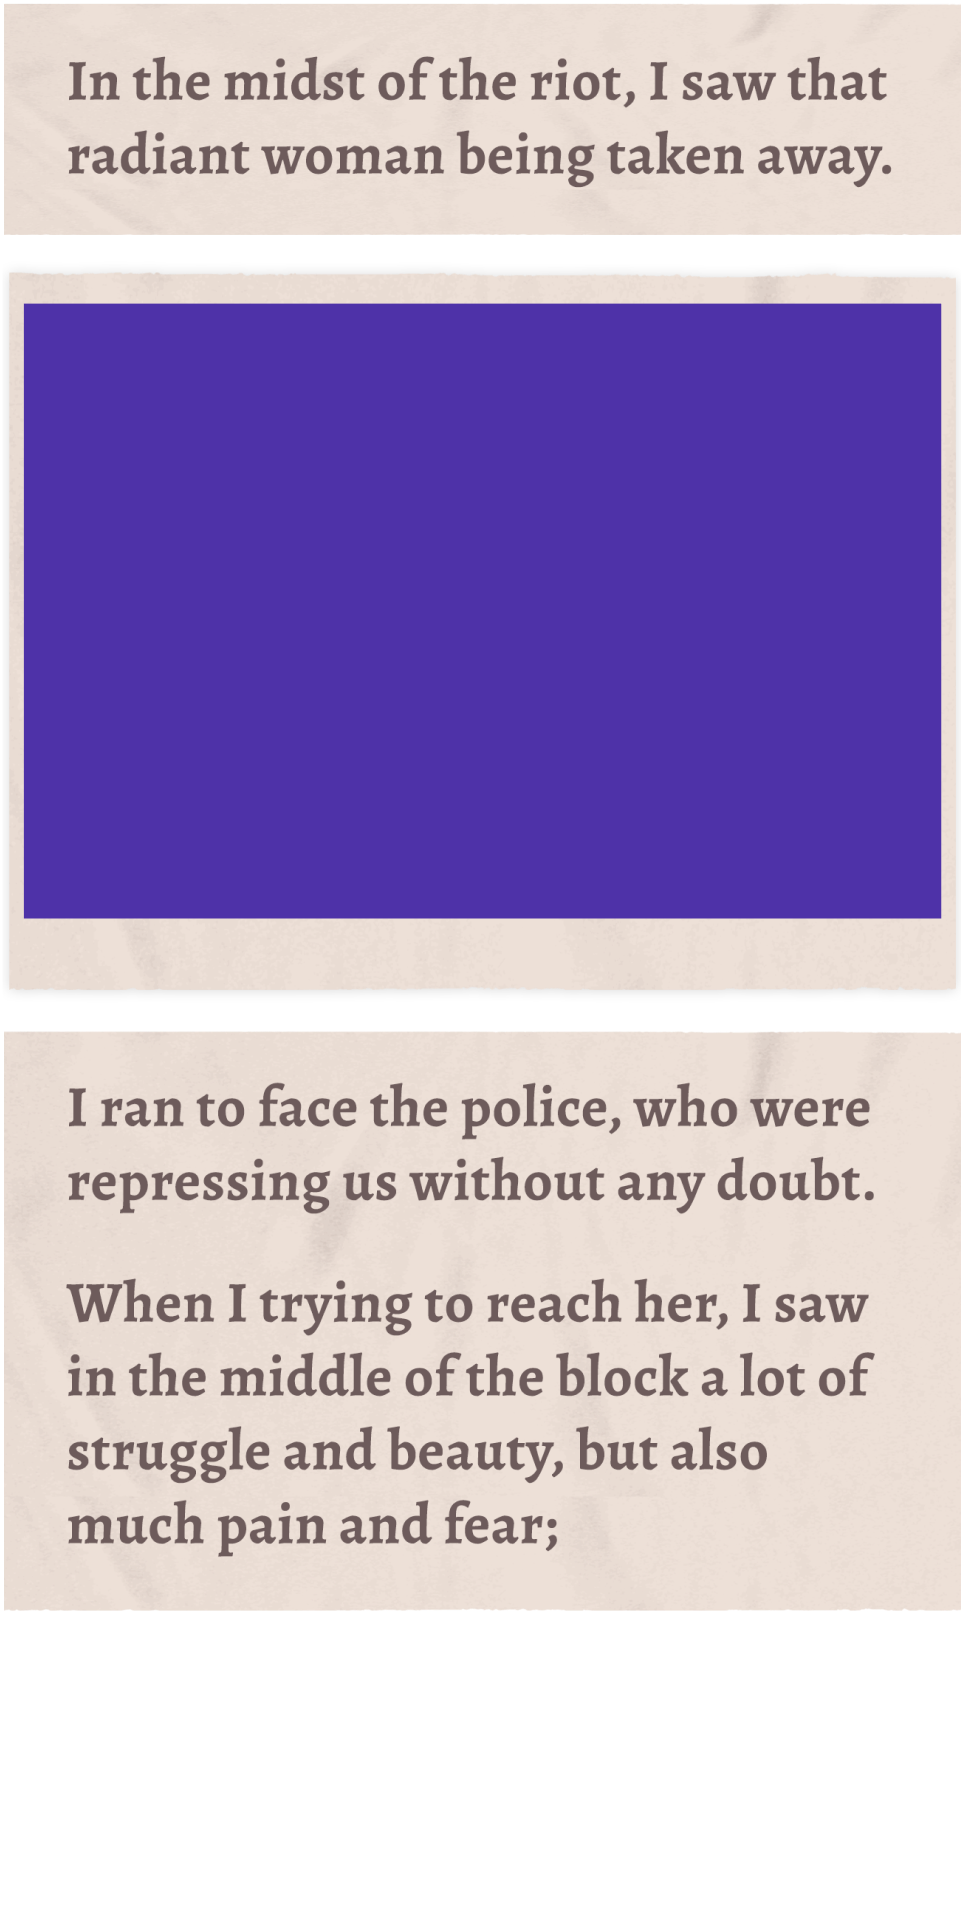 In the midst of the riot, I saw that
radiant woman being taken away.
I ran to face the police, who were
repressing us without any doubt.
When I trying to reach her, I saw
in the middle of the block a lot of
struggle and beauty, but also
much pain and fear;